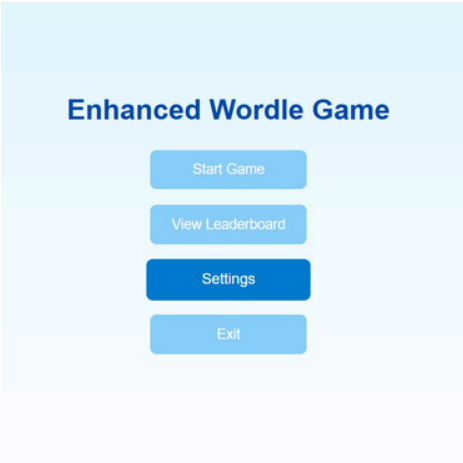 Enhanced Wordle Game
Start Game
View Leaderboard
Settings
Exit